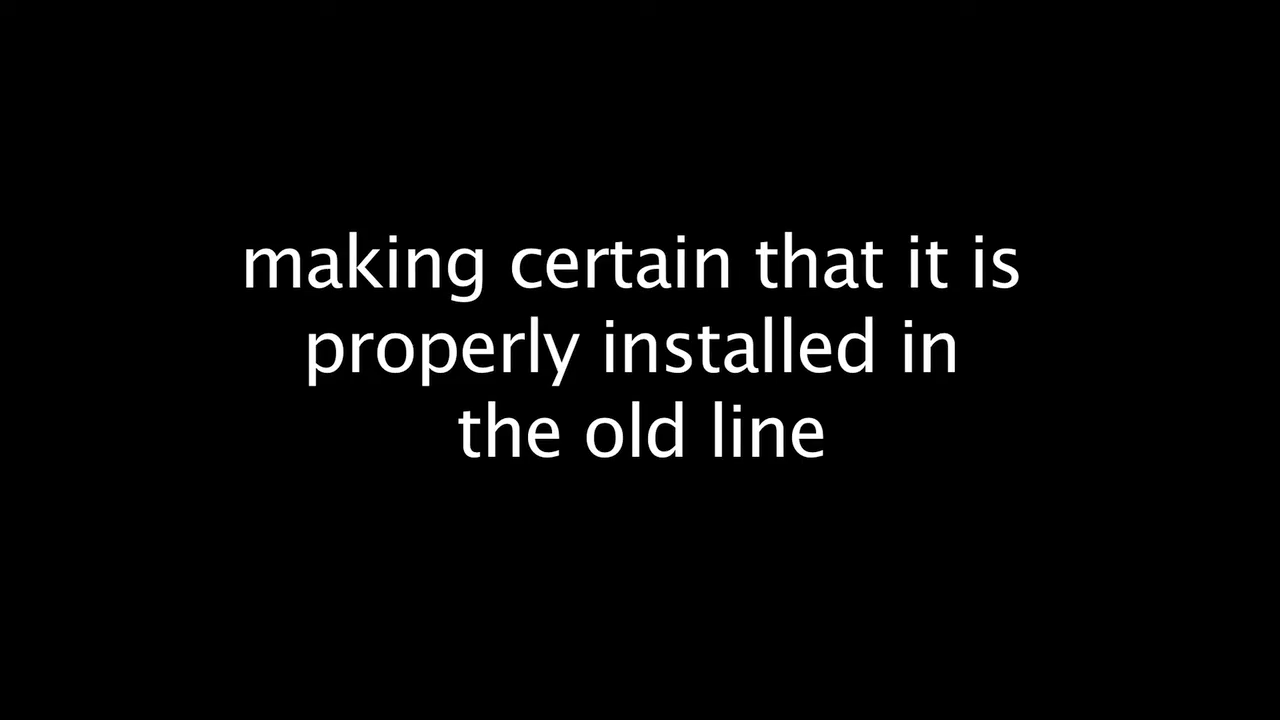 making certain that it is
properly installed in
the old line